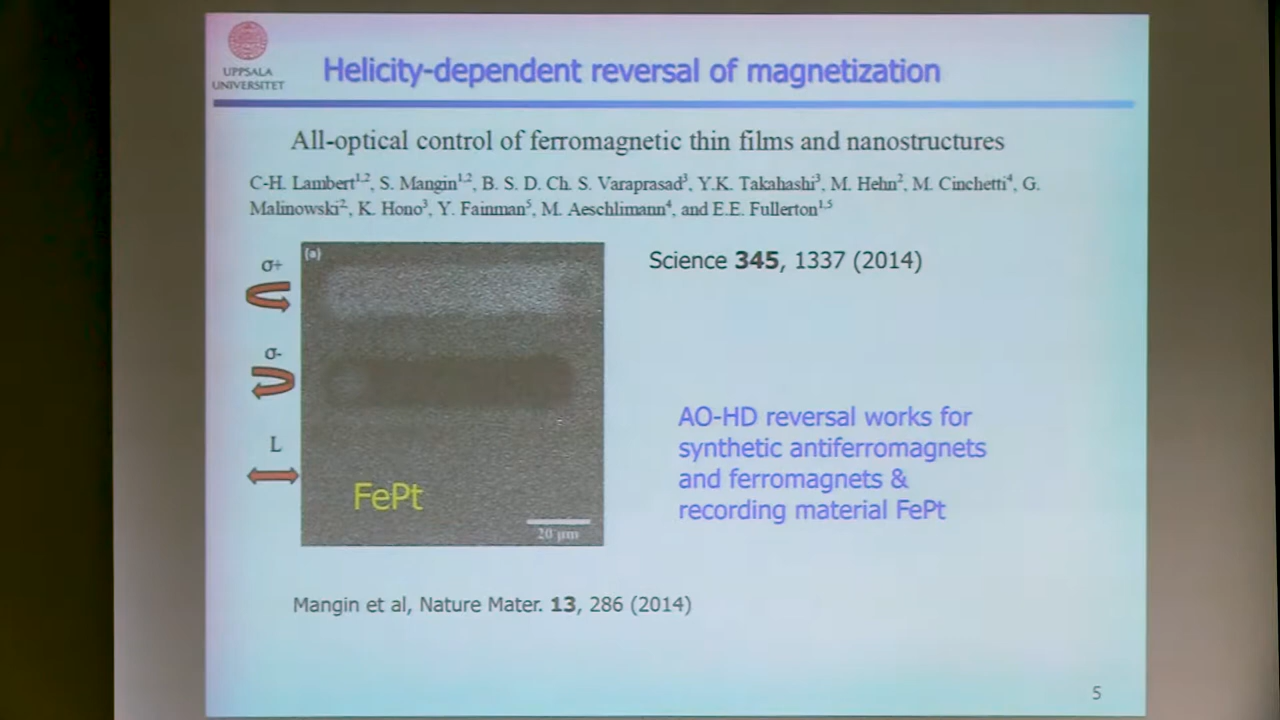 UPPSALA
UNIVERSITET
Helicity-dependent reversal of magnetization
All-optical control of ferromagnetic thin films and nanostructures
C-H. Lambert1,2, S. Mangin1,2, B. S. D. Ch. S. Varaprasad3, Y.K. Takahashi3, M. Hehn2, M. Cinchetti4, G.
Malinowski2, K. Hono3, Y. Fainman5, M. Aeschlimann4, and E.E. Fullerton1,5
(a)
σ+
Science 345, 1337 (2014)
σ-
AO-HD reversal works for
synthetic antiferromagnets
and ferromagnets &
recording material FePt
L
FePt
20 μm
Mangin et al, Nature Mater. 13, 286 (2014)
5